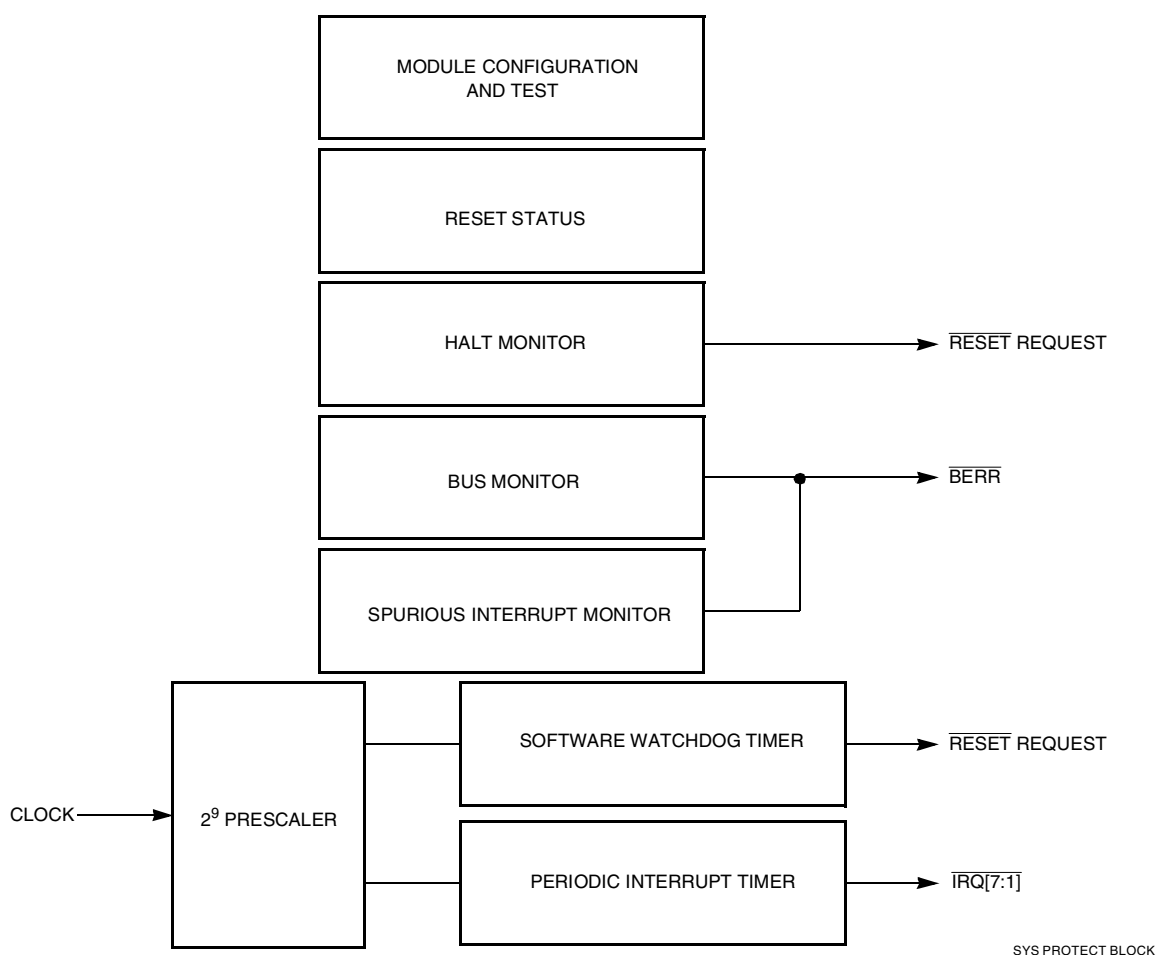 MODULE CONFIGURATION
AND TEST
RESET STATUS
HALT MONITOR
RESET REQUEST
BUS MONITOR
BERR
SPURIOUS INTERRUPT MONITOR
SOFTWARE WATCHDOG TIMER
RESET REQUEST
CLOCK
2⁹ PRESCALER
PERIODIC INTERRUPT TIMER
IRQ[7:1]
SYS PROTECT BLOCK